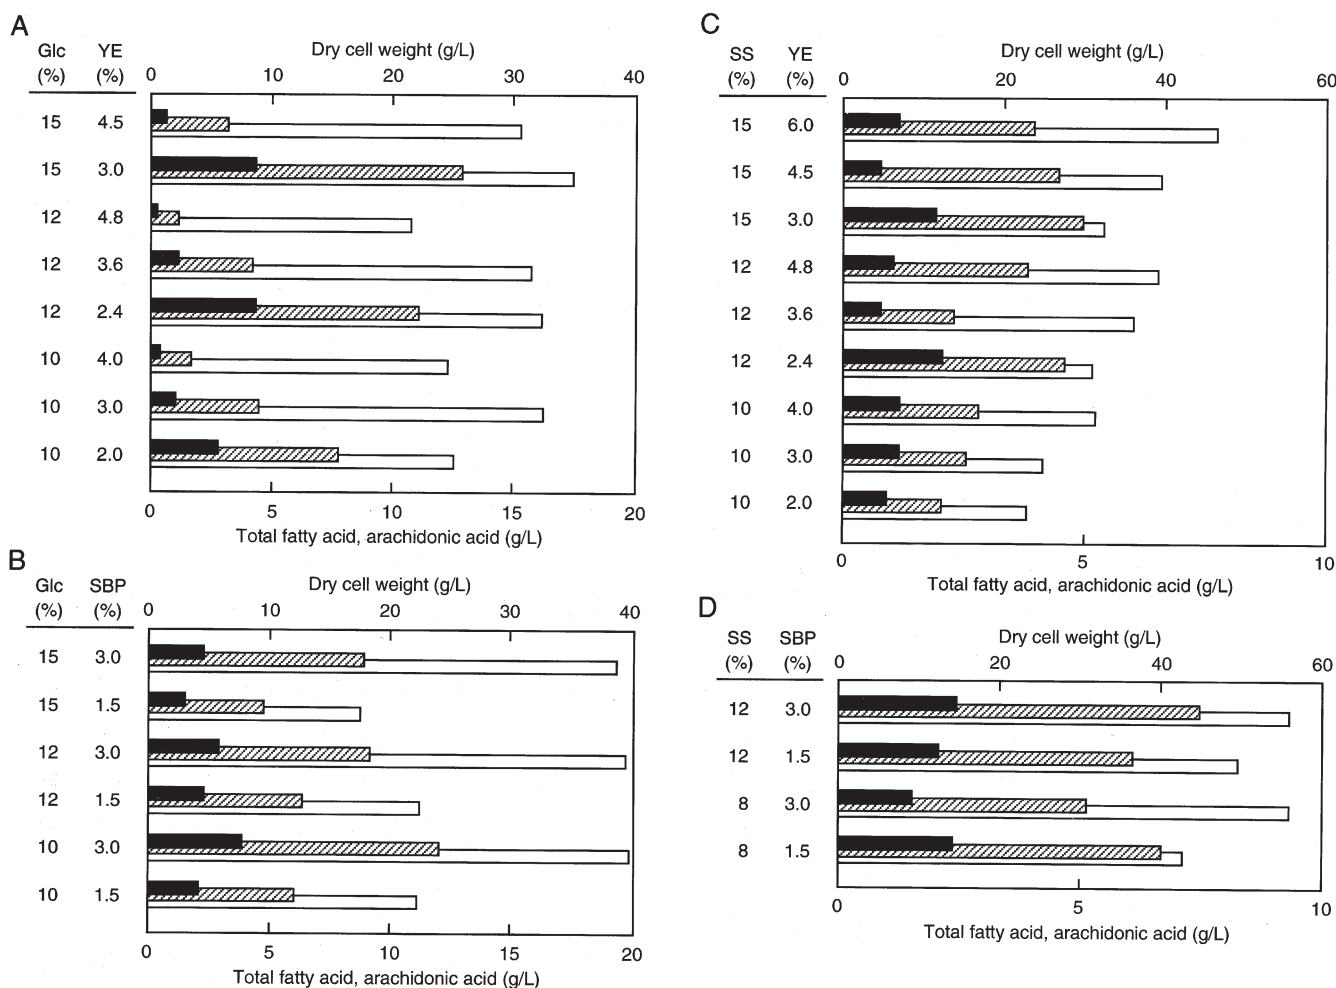 A
Glc YE Dry cell weight (g/L)
(%) (%) 0 10 20 30 40
15 4.5
15 3.0
12 4.8
12 3.6
12 2.4
10 4.0
10 3.0
10 2.0
0 5 10 15 20
Total fatty acid, arachidonic acid (g/L)
B
Glc SBP Dry cell weight (g/L)
(%) (%) 0 10 20 30 40
15 3.0
15 1.5
12 3.0
12 1.5
10 3.0
10 1.5
0 5 10 15 20
Total fatty acid, arachidonic acid (g/L)
C
SS YE Dry cell weight (g/L)
(%) (%) 0 20 40 60
15 6.0
15 4.5
15 3.0
12 4.8
12 3.6
12 2.4
10 4.0
10 3.0
10 2.0
0 5 10
Total fatty acid, arachidonic acid (g/L)
D
SS SBP Dry cell weight (g/L)
(%) (%) 0 20 40 60
12 3.0
12 1.5
8 3.0
8 1.5
0 5 10
Total fatty acid, arachidonic acid (g/L)